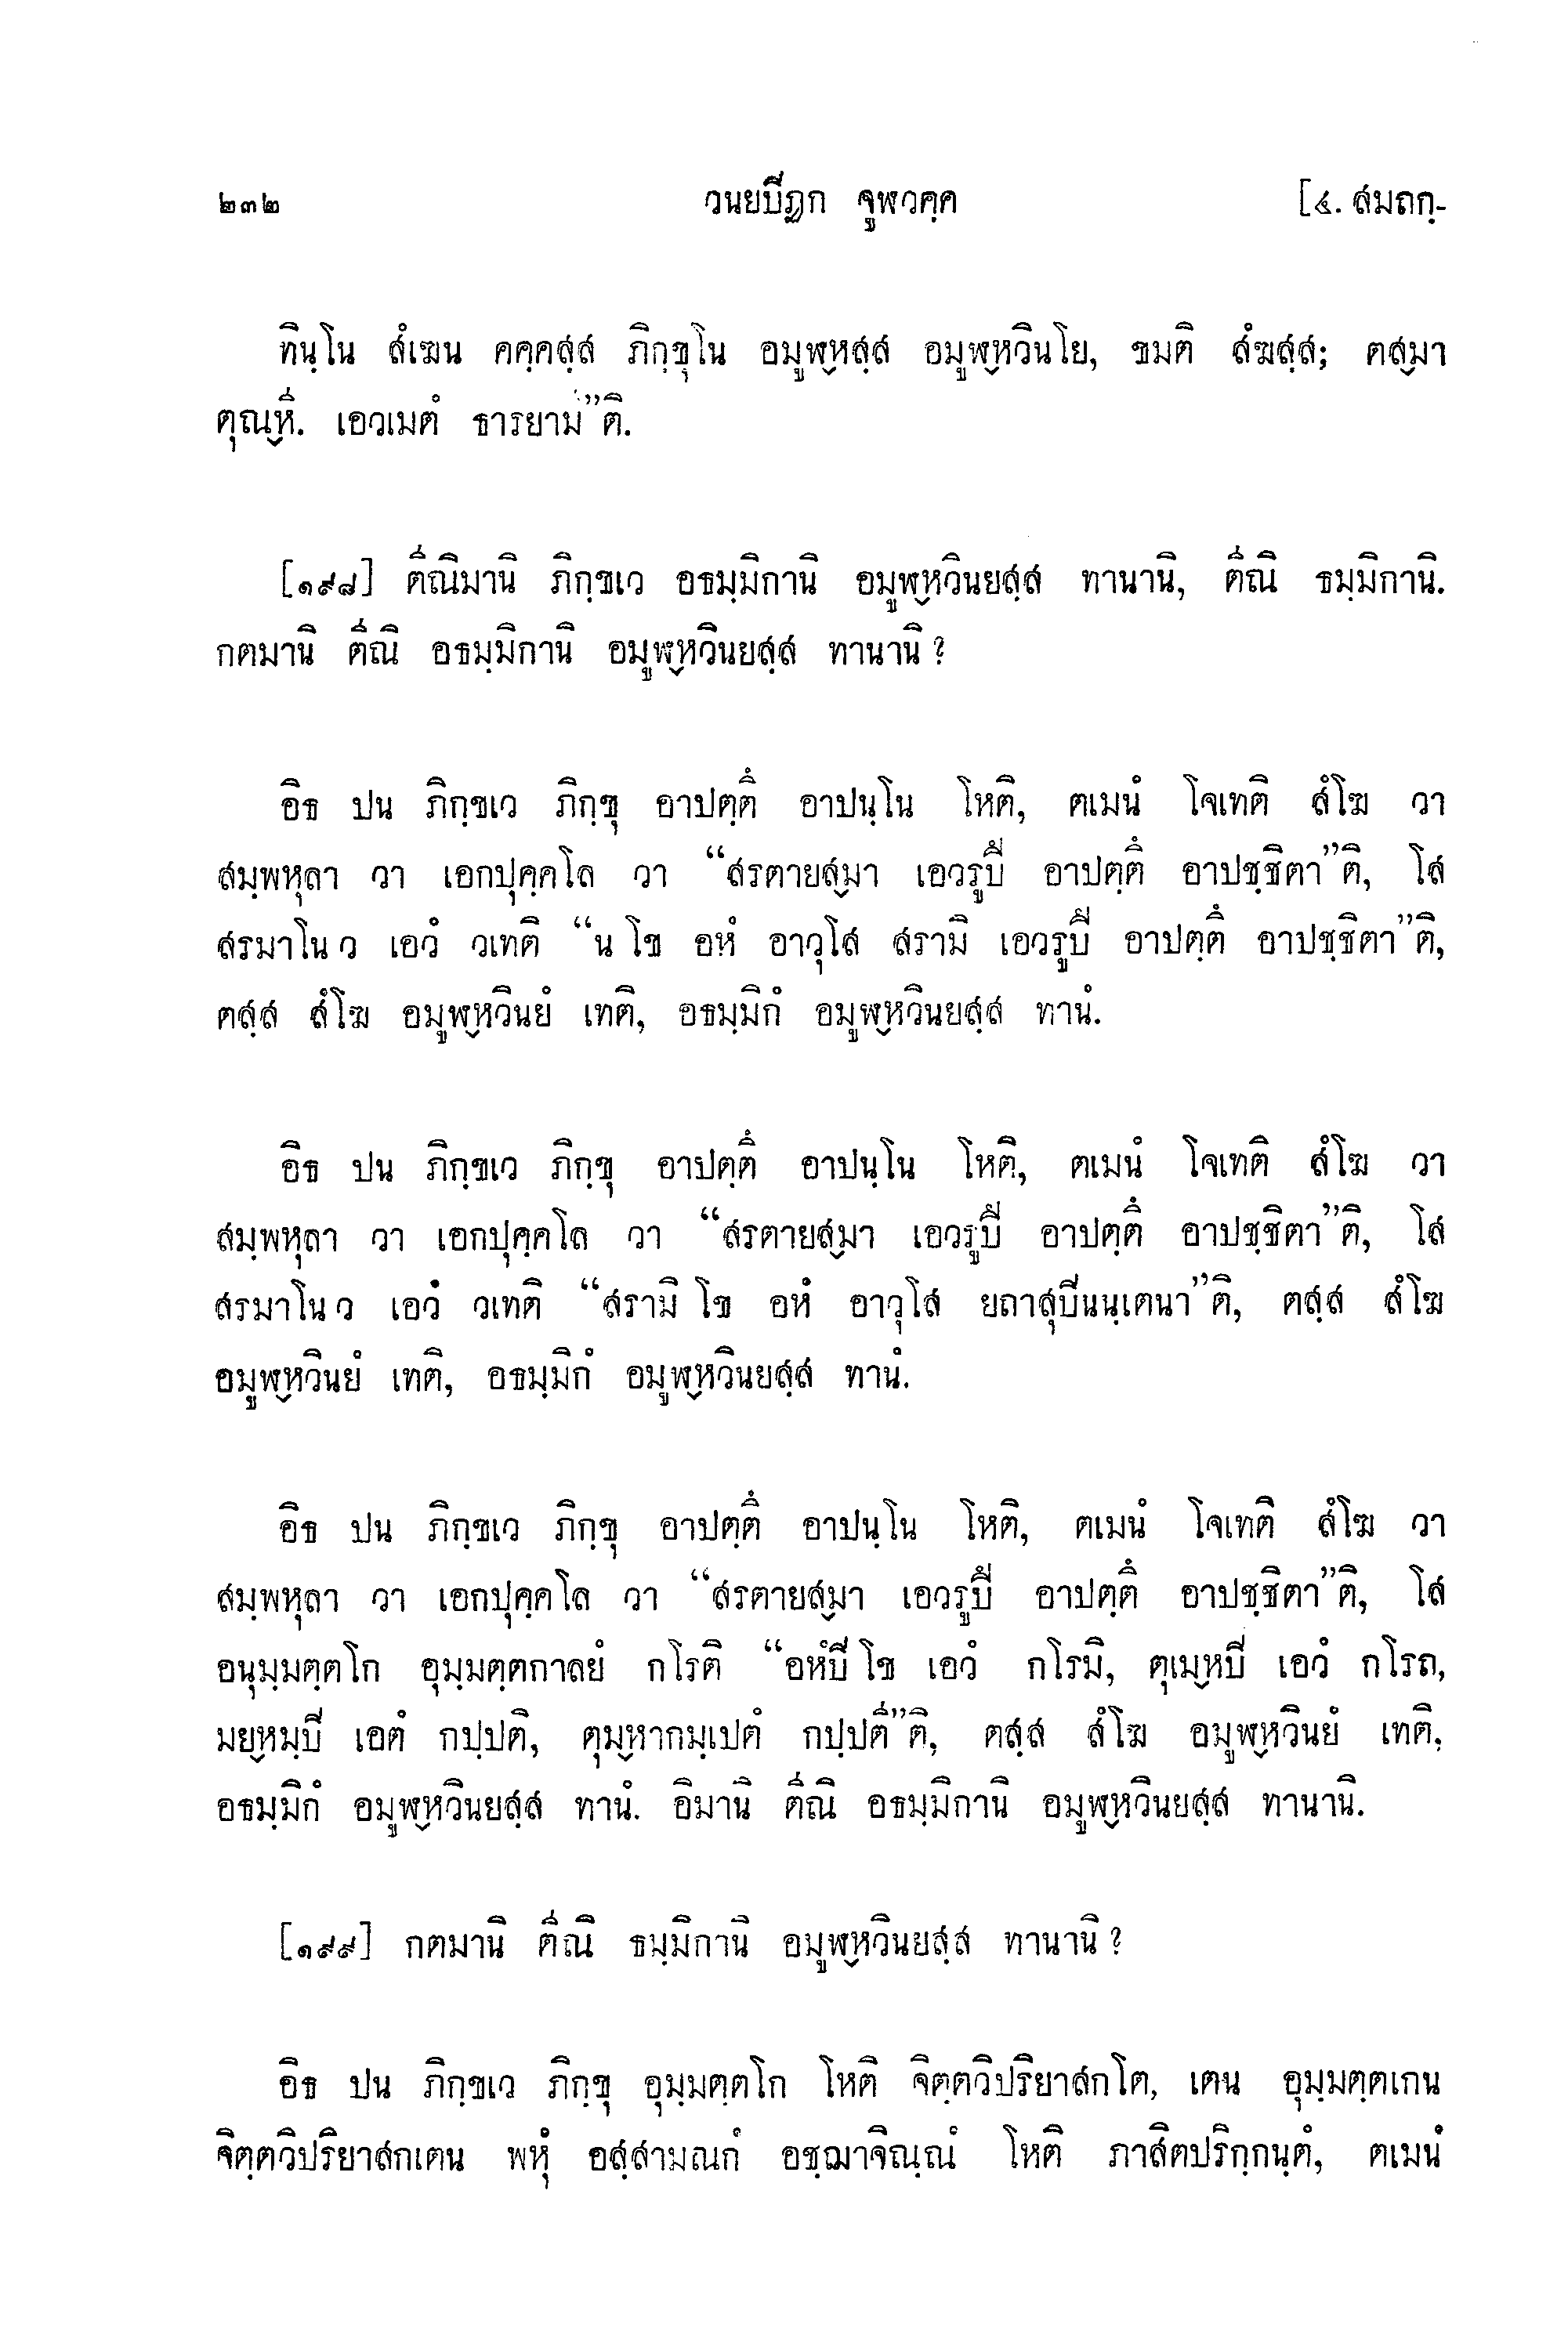 ๒๓๒ วนยปิฏก จูฬวคฺค [๔. สมถกฺ-
ทินฺโน สํเฆน คคฺคสฺส ภิกฺขุโน อมูฬฺหสฺส อมูฬฺหวินโย, ขมติ สํฆสฺส; ตสฺมา
ตุณฺหี. เอวเมตํ ธารยามี”ติ.
[๑๙๘] ตีณิมานิ ภิกฺขเว อธมฺมิกานิ อมูฬฺหวินยสฺส ทานานิ, ตีณิ ธมฺมิกานิ.
กตมานิ ตีณิ อธมฺมิกานิ อมูฬฺหวินยสฺส ทานานิ?
อิธ ปน ภิกฺขเว ภิกฺขุ อาปตฺตึ อาปนฺโน โหติ, ตเมนํ โจเทติ สํโฆ วา
สมฺพหุลา วา เอกปุคฺคโล วา “สรตายสฺมา เอวรูปึ อาปตฺตึ อาปชฺชิตา”ติ, โส
สรมาโน ว เอวํ วเทติ “น โข อหํ อาวุโส สรามิ เอวรูปึ อาปตฺตึ อาปชฺชิตา”ติ,
ตสฺส สํโฆ อมูฬฺหวินยํ เทติ, อธมฺมิกํ อมูฬฺหวินยสฺส ทานํ.
อิธ ปน ภิกฺขเว ภิกฺขุ อาปตฺตึ อาปนฺโน โหติ, ตเมนํ โจเทติ สํโฆ วา
สมฺพหุลา วา เอกปุคฺคโล วา “สรตายสฺมา เอวรูปึ อาปตฺตึ อาปชฺชิตา”ติ, โส
สรมาโน ว เอวํ วเทติ “สรามิ โข อหํ อาวุโส ยถาสุปินนฺเตนา”ติ, ตสฺส สํโฆ
อมูฬฺหวินยํ เทติ, อธมฺมิกํ อมูฬฺหวินยสฺส ทานํ.
อิธ ปน ภิกฺขเว ภิกฺขุ อาปตฺตึ อาปนฺโน โหติ, ตเมนํ โจเทติ สํโฆ วา
สมฺพหุลา วา เอกปุคฺคโล วา “สรตายสฺมา เอวรูปึ อาปตฺตึ อาปชฺชิตา”ติ, โส
อนุมฺมตฺตโก อุมฺมตฺตกาลยํ กโรติ “อหํปิ โข เอวํ กโรมิ, ตุเมฺหปิ เอวํ กโรถ,
มยฺหมฺปิ เอตํ กปฺปติ, ตุมฺหากมฺเปตํ กปฺปตี”ติ, ตสฺส สํโฆ อมูฬฺหวินยํ เทติ,
อธมฺมิกํ อมูฬฺหวินยสฺส ทานํ. อิมานิ ตีณิ อธมฺมิกานิ อมูฬฺหวินยสฺส ทานานิ.
[๑๙๙] กตมานิ ตีณิ ธมฺมิกานิ อมูฬฺหวินยสฺส ทานานิ?
อิธ ปน ภิกฺขเว ภิกฺขุ อุมฺมตฺตโก โหติ จิตฺตวิปริยาสกโต, เตน อุมฺมตฺตเกน
จิตฺตวิปริยาสกเตน พหุํ อสฺสามณกํ อชฺฌาจิณฺณํ โหติ ภาสิตปริกฺกนฺตํ, ตเมนํ